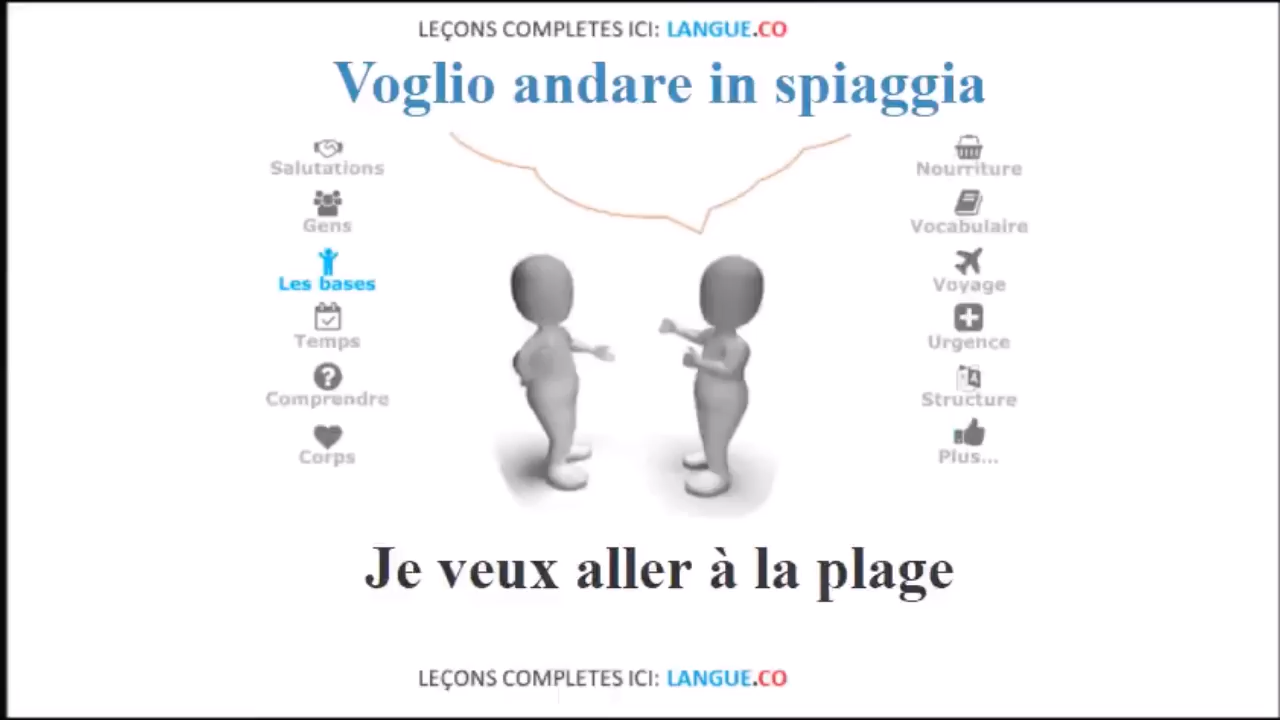 LEÇONS COMPLETES ICI: LANGUE.CO
Voglio andare in spiaggia
Salutations
Gens
Les bases
Temps
Comprendre
Corps
Nourriture
Vocabulaire
Voyage
Urgence
Structure
Plus...
Je veux aller à la plage
LEÇONS COMPLETES ICI: LANGUE.CO